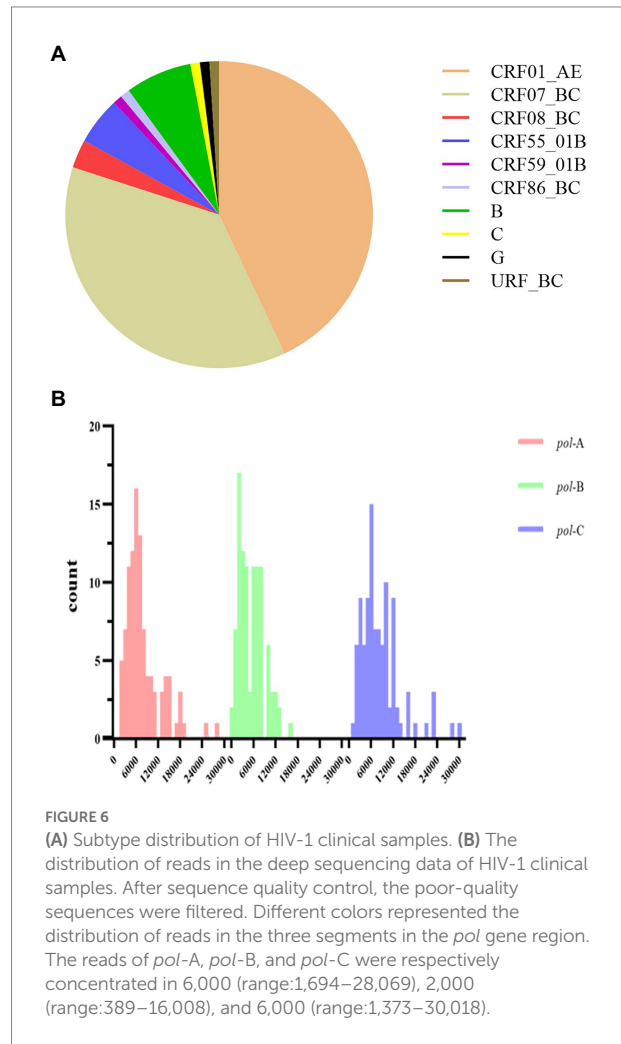 A
CRF01_AE
CRF07_BC
CRF08_BC
CRF55_01B
CRF59_01B
CRF86_BC
B
C
G
URF_BC
B
count
20
15
10
5
0
0 6000 12000 18000 24000 30000 0 6000 12000 18000 24000 30000 0 6000 12000 18000 24000 30000
pol-A
pol-B
pol-C
FIGURE 6
(A) Subtype distribution of HIV-1 clinical samples. (B) The
distribution of reads in the deep sequencing data of HIV-1 clinical
samples. After sequence quality control, the poor-quality
sequences were filtered. Different colors represented the
distribution of reads in the three segments in the pol gene region.
The reads of pol-A, pol-B, and pol-C were respectively
concentrated in 6,000 (range:1,694–28,069), 2,000
(range:389–16,008), and 6,000 (range:1,373–30,018).